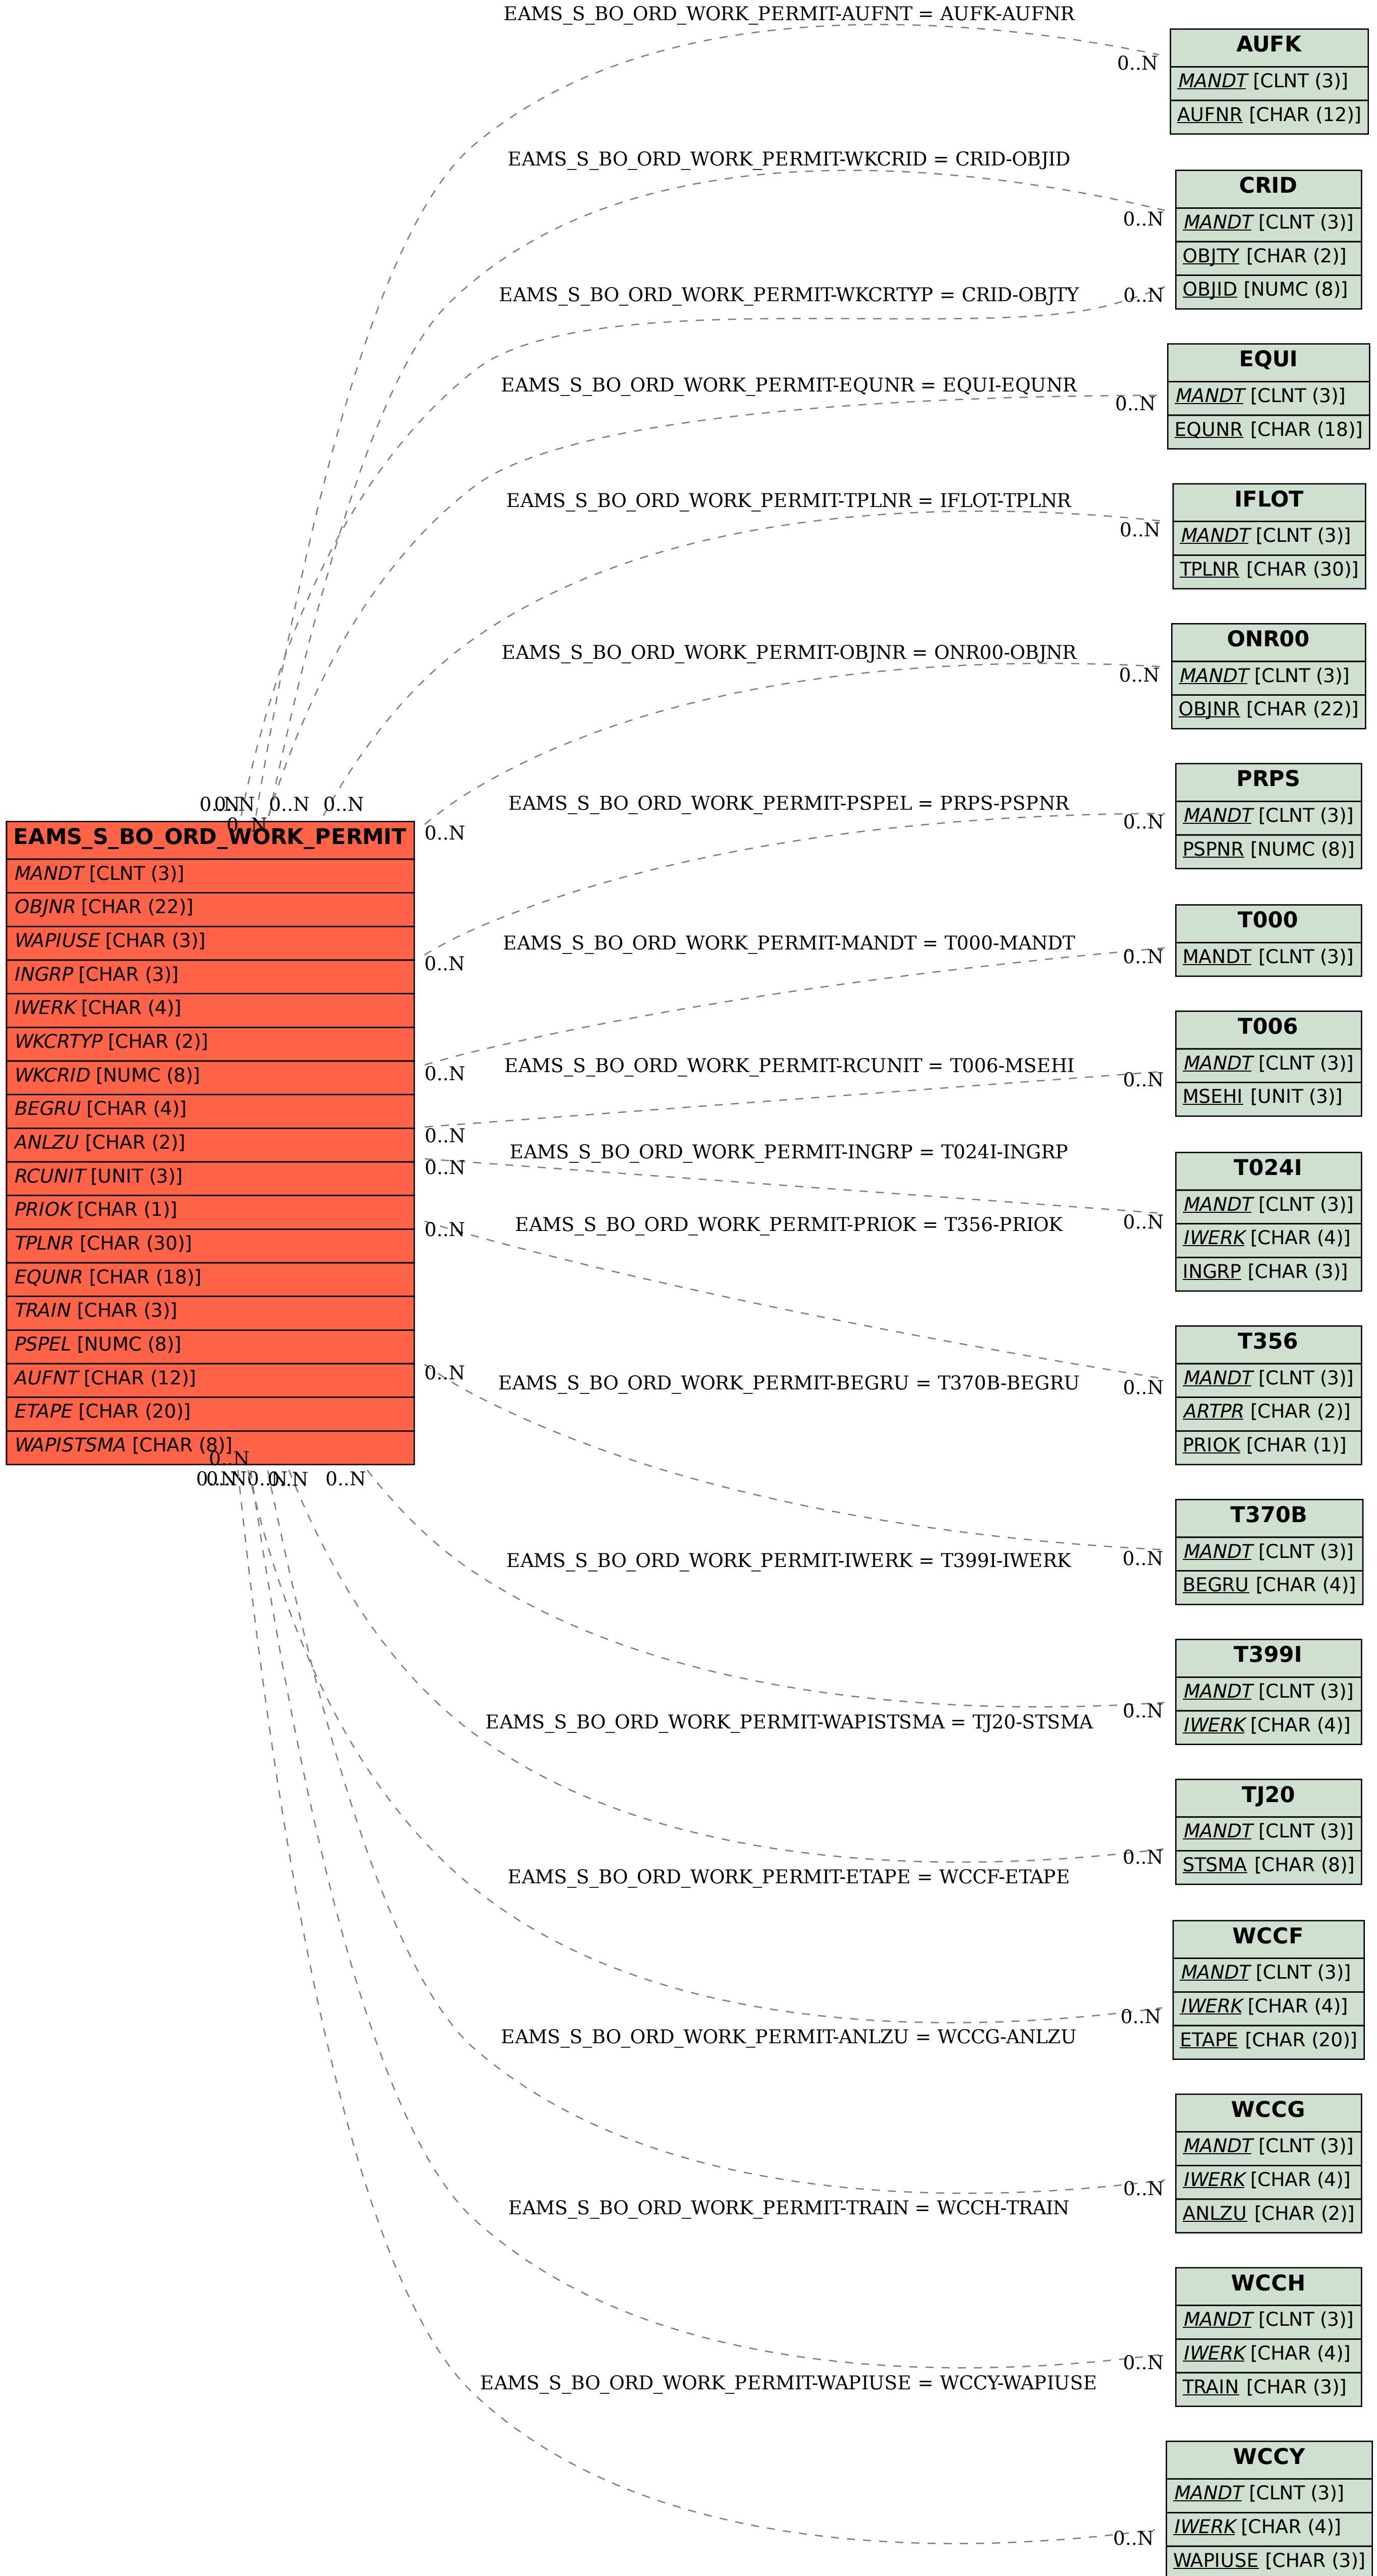 EAMS_S_BO_ORD_WORK_PERMIT-AUFNT = AUFK-AUFNR
0..N
AUFK
MANDT [CLNT (3)]
AUFNR [CHAR (12)]
EAMS_S_BO_ORD_WORK_PERMIT-WKCRID = CRID-OBJID
0..N
CRID
MANDT [CLNT (3)]
OBJTY [CHAR (2)]
OBJID [NUMC (8)]
EAMS_S_BO_ORD_WORK_PERMIT-WKCRTYP = CRID-OBJTY
0..N
EAMS_S_BO_ORD_WORK_PERMIT-EQUNR = EQUI-EQUNR
0..N
EQUI
MANDT [CLNT (3)]
EQUNR [CHAR (18)]
EAMS_S_BO_ORD_WORK_PERMIT-TPLNR = IFLOT-TPLNR
0..N
IFLOT
MANDT [CLNT (3)]
TPLNR [CHAR (30)]
EAMS_S_BO_ORD_WORK_PERMIT-OBJNR = ONR00-OBJNR
0..N
ONR00
MANDT [CLNT (3)]
OBJNR [CHAR (22)]
EAMS_S_BO_ORD_WORK_PERMIT-PSPEL = PRPS-PSPNR
0..N
PRPS
MANDT [CLNT (3)]
PSPNR [NUMC (8)]
0..N
0..N
0..N
0..N
0..N
0..N
EAMS_S_BO_ORD_WORK_PERMIT
MANDT [CLNT (3)]
OBJNR [CHAR (22)]
WAPIUSE [CHAR (3)]
INGRP [CHAR (3)]
IWERK [CHAR (4)]
WKCRTYP [CHAR (2)]
WKCRID [NUMC (8)]
BEGRU [CHAR (4)]
ANLZU [CHAR (2)]
RCUNIT [UNIT (3)]
PRIOK [CHAR (1)]
TPLNR [CHAR (30)]
EQUNR [CHAR (18)]
TRAIN [CHAR (3)]
PSPEL [NUMC (8)]
AUFNT [CHAR (12)]
ETAPE [CHAR (20)]
WAPISTSMA [CHAR (8)]
0..N
0..N
0..N
0..N
0..N
0..N
0..N
0..N
0..N
0..N
0..N
0..N
EAMS_S_BO_ORD_WORK_PERMIT-MANDT = T000-MANDT
0..N
T000
MANDT [CLNT (3)]
EAMS_S_BO_ORD_WORK_PERMIT-RCUNIT = T006-MSEHI
0..N
T006
MANDT [CLNT (3)]
MSEHI [UNIT (3)]
EAMS_S_BO_ORD_WORK_PERMIT-INGRP = T024I-INGRP
0..N
T024I
MANDT [CLNT (3)]
IWERK [CHAR (4)]
INGRP [CHAR (3)]
EAMS_S_BO_ORD_WORK_PERMIT-PRIOK = T356-PRIOK
0..N
T356
MANDT [CLNT (3)]
ARTPR [CHAR (2)]
PRIOK [CHAR (1)]
EAMS_S_BO_ORD_WORK_PERMIT-BEGRU = T370B-BEGRU
0..N
T370B
MANDT [CLNT (3)]
BEGRU [CHAR (4)]
EAMS_S_BO_ORD_WORK_PERMIT-IWERK = T399I-IWERK
0..N
T399I
MANDT [CLNT (3)]
IWERK [CHAR (4)]
EAMS_S_BO_ORD_WORK_PERMIT-WAPISTSMA = TJ20-STSMA
0..N
TJ20
MANDT [CLNT (3)]
STSMA [CHAR (8)]
EAMS_S_BO_ORD_WORK_PERMIT-ETAPE = WCCF-ETAPE
0..N
WCCF
MANDT [CLNT (3)]
IWERK [CHAR (4)]
ETAPE [CHAR (20)]
EAMS_S_BO_ORD_WORK_PERMIT-ANLZU = WCCG-ANLZU
0..N
WCCG
MANDT [CLNT (3)]
IWERK [CHAR (4)]
ANLZU [CHAR (2)]
EAMS_S_BO_ORD_WORK_PERMIT-TRAIN = WCCH-TRAIN
0..N
WCCH
MANDT [CLNT (3)]
IWERK [CHAR (4)]
TRAIN [CHAR (3)]
EAMS_S_BO_ORD_WORK_PERMIT-WAPIUSE = WCCY-WAPIUSE
0..N
WCCY
MANDT [CLNT (3)]
IWERK [CHAR (4)]
WAPIUSE [CHAR (3)]